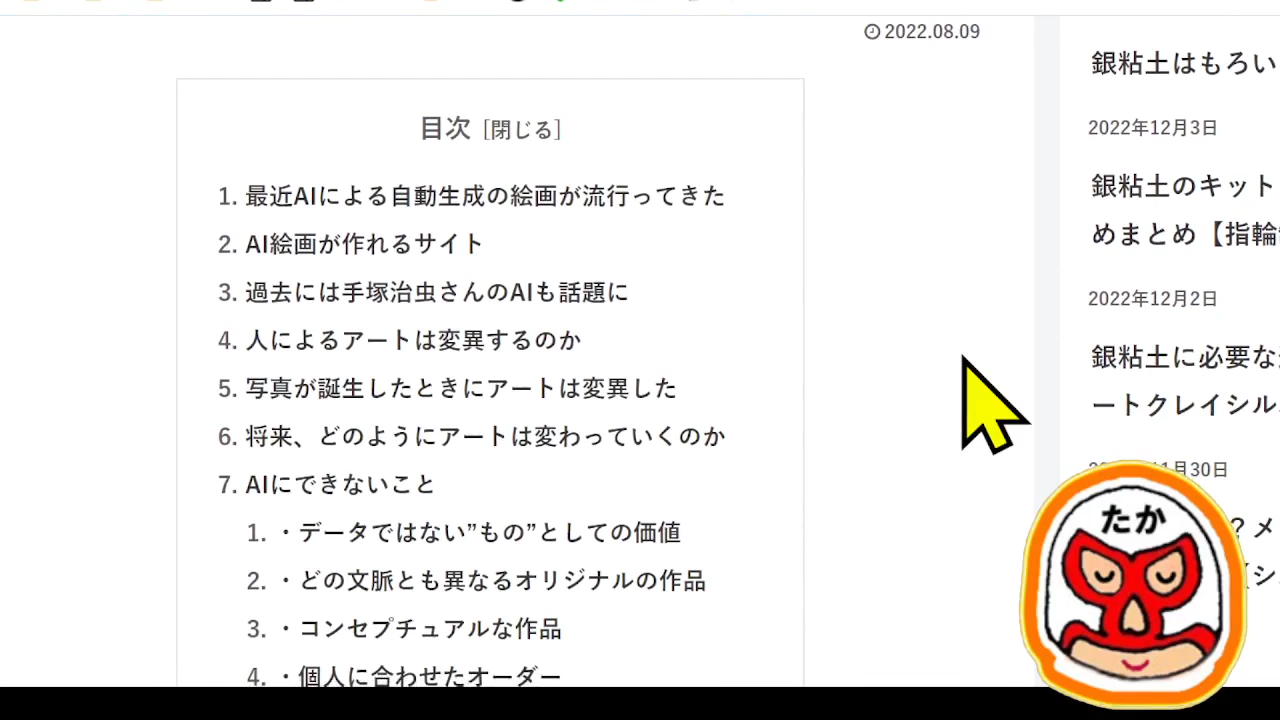 2022.08.09
目次 [閉じる]
1. 最近AIによる自動生成の絵画が流行ってきた
2. AI絵画が作れるサイト
3. 過去には手塚治虫さんのAIも話題に
4. 人によるアートは変異するのか
5. 写真が誕生したときにアートは変異した
6. 将来、どのようにアートは変わっていくのか
7. AIにできないこと
1. ・データではない”もの”としての価値
2. ・どの文脈とも異なるオリジナルの作品
3. ・コンセプチュアルな作品
4. ・個人に合わせたオーダー
銀粘土はもろい
2022年12月3日
銀粘土のキット
めまとめ【指輪
2022年12月2日
銀粘土に必要な
ートクレイシル
月30日
? メ
たか